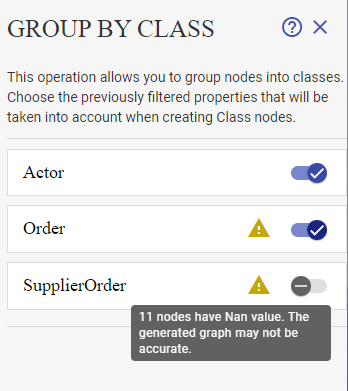 GROUP BY CLASS
This operation allows you to group nodes into classes.
Choose the previously filtered properties that will be
taken into account when creating Class nodes.
Actor
Order
SupplierOrder
11 nodes have Nan value. The
generated graph may not be
accurate.